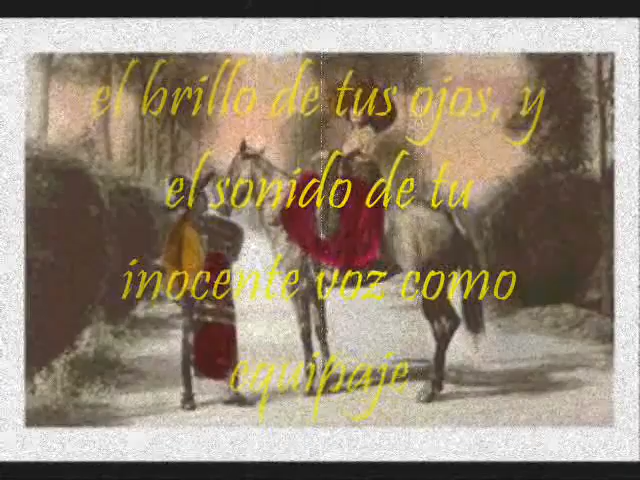 el brillo de tus ojos, y
el sonido de tu
inocente voz como
equipaje